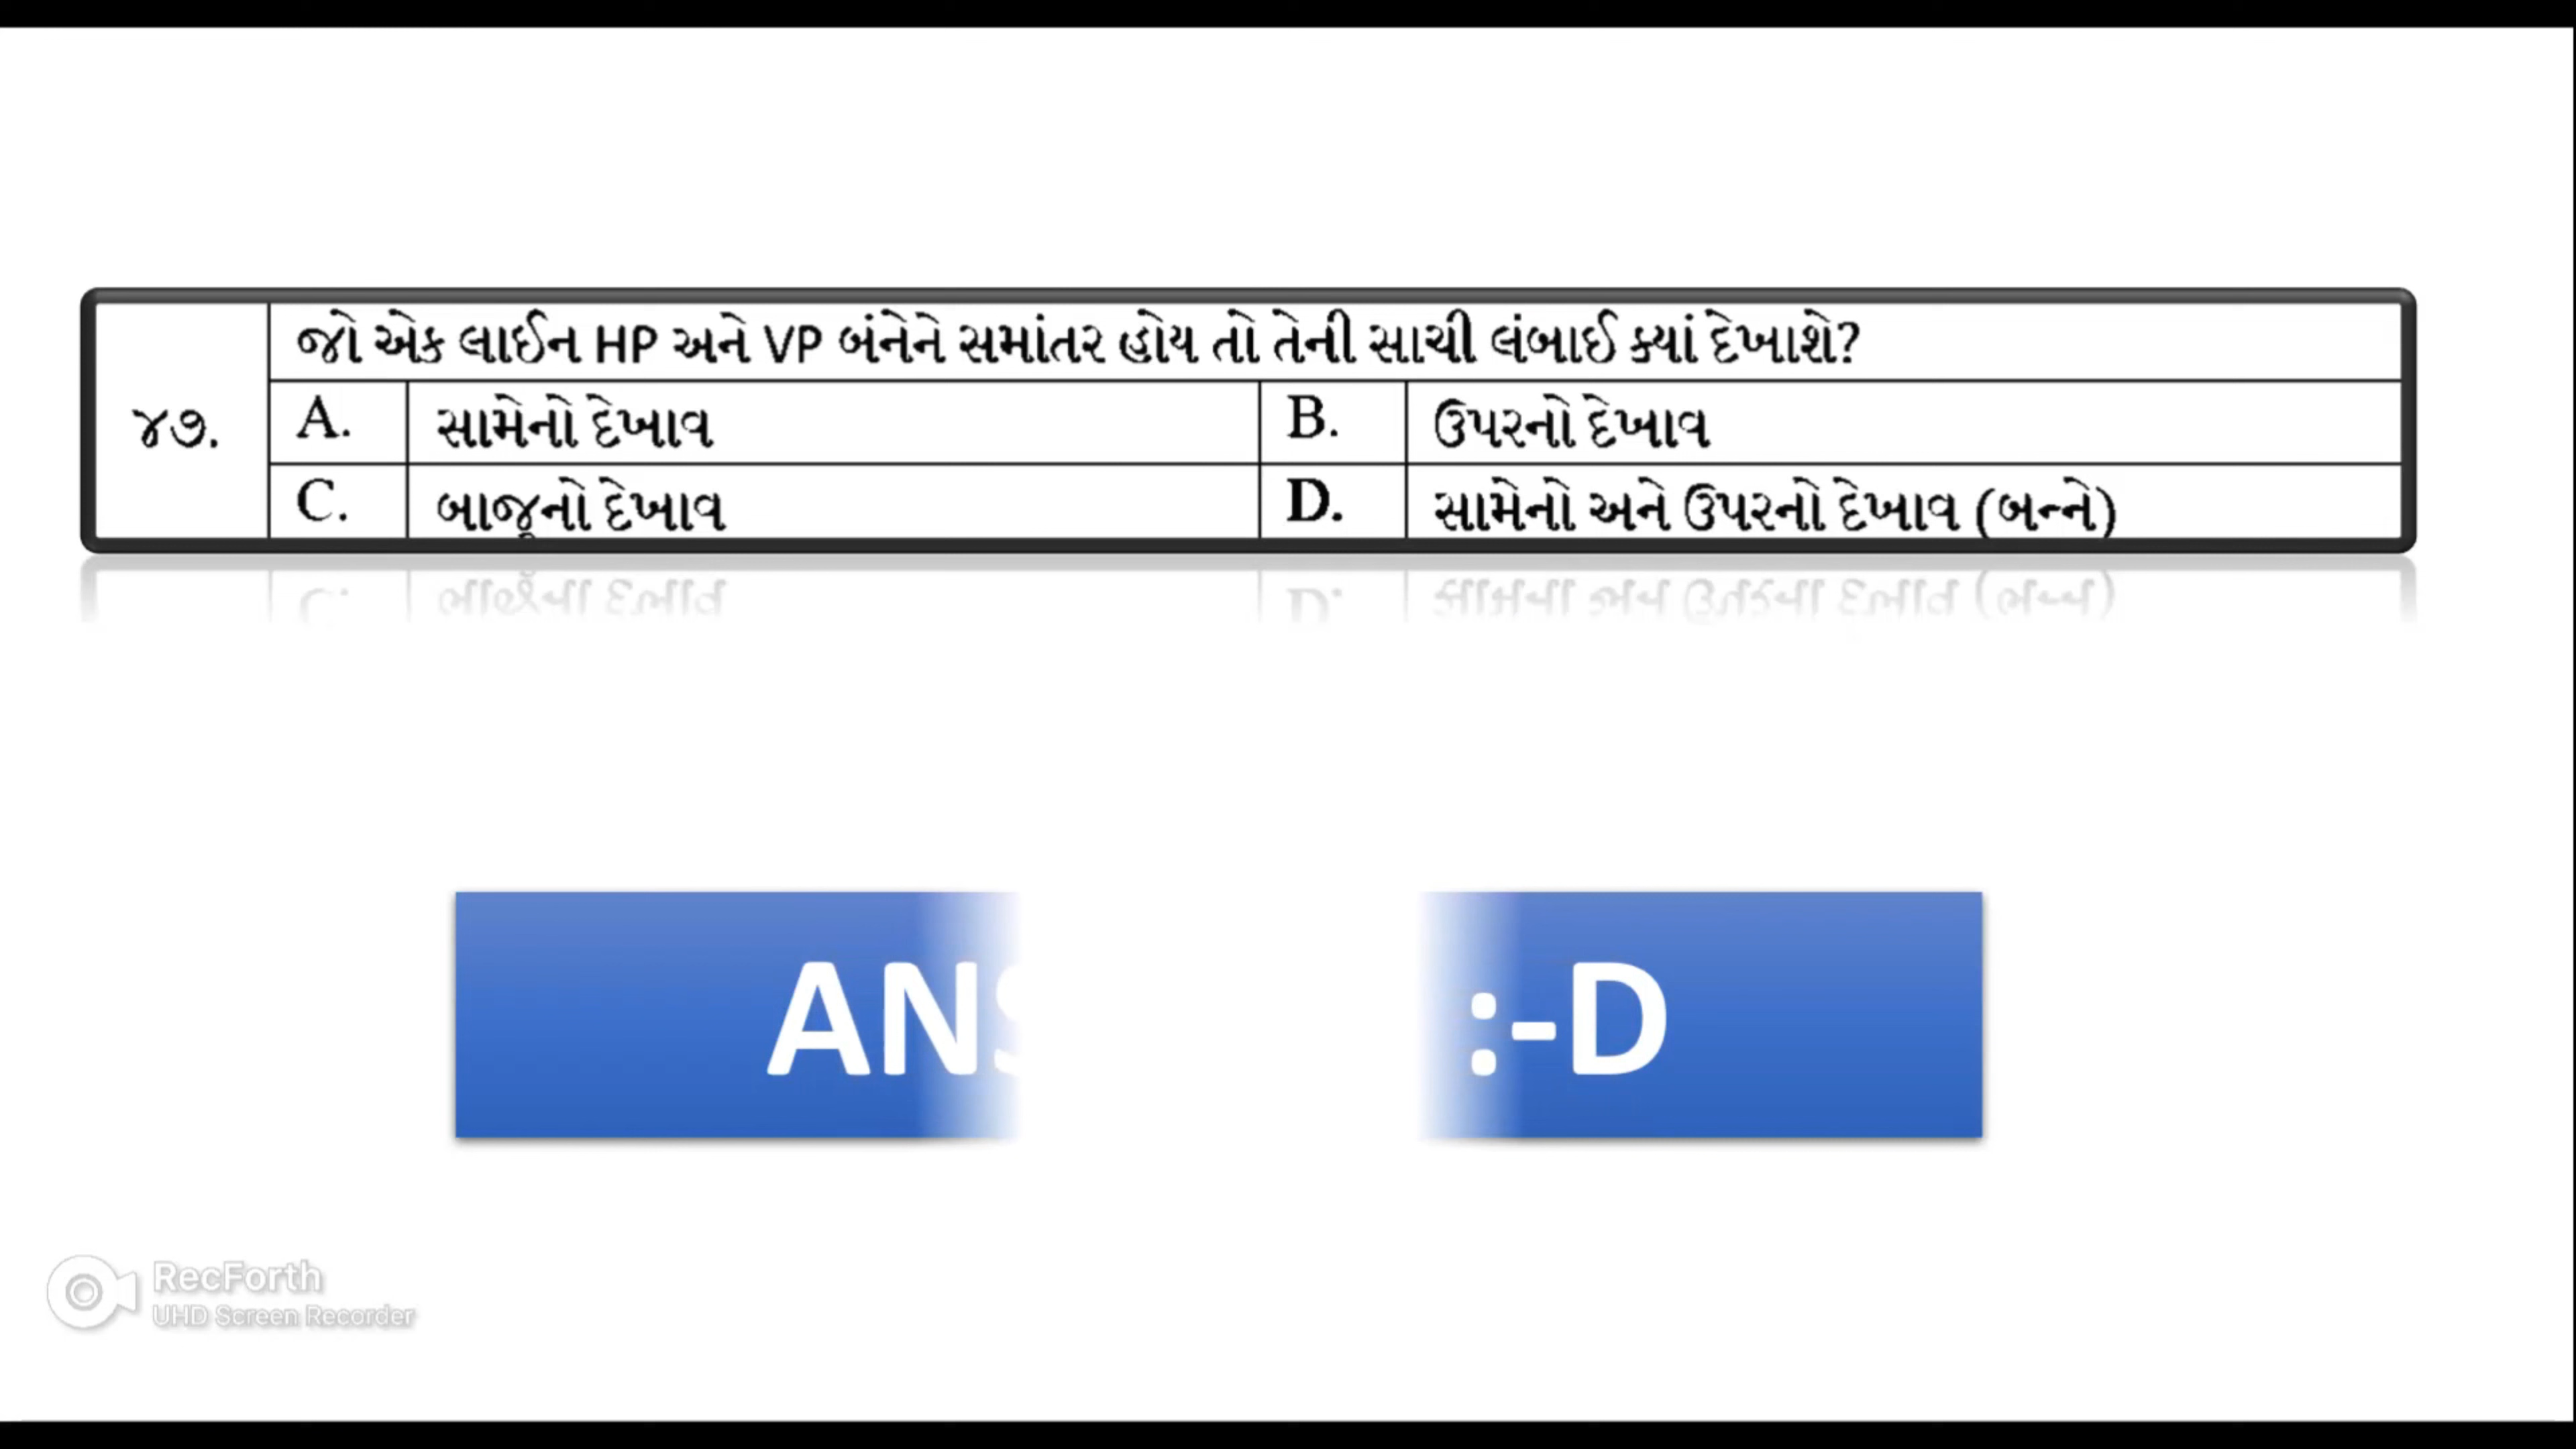 જો એક લાઈન HP અને VP બંનેને સમાંતર હોય તો તેની સાચી લંબાઈ ક્યાં દેખાશે?
૪૭. A. સામેનો દેખાવ B. ઉપરનો દેખાવ
C. બાજૂનો દેખાવ D. સામેનો અને ઉપરનો દેખાવ (બન્ને)
ANS :-D
RecForth
UHD Screen Recorder